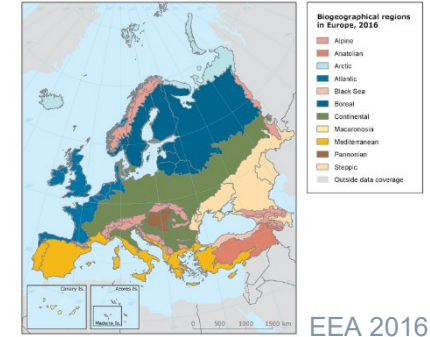 Biogeographical regions
in Europe, 2016
Alpine
Anatolian
Arctic
Atlantic
Black Sea
Boreal
Continental
Macaronesia
Mediterranean
Pannonian
Steppic
Outside data coverage
Canary Is.
Azores Is.
Madeira Is.
0 500 1000 1500 km
EEA 2016